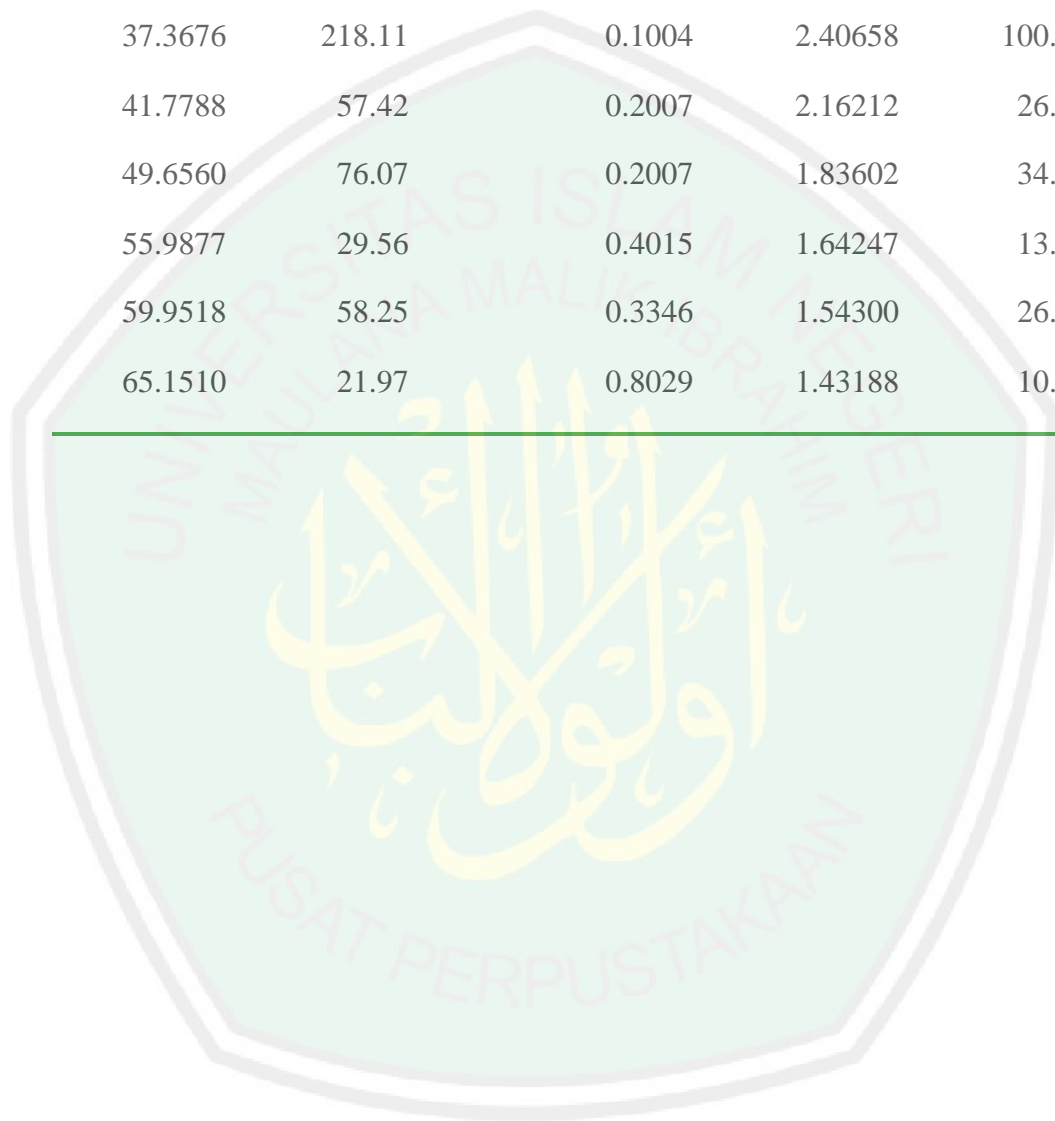 37.3676 218.11 0.1004 2.40658 100.
41.7788 57.42 0.2007 2.16212 26.
49.6560 76.07 0.2007 1.83602 34.
55.9877 29.56 0.4015 1.64247 13.
59.9518 58.25 0.3346 1.54300 26.
65.1510 21.97 0.8029 1.43188 10.
UNIVERSITAS ISLAM NEGERI
MAULANA MALIK IBRAHIM
أولوا الألباب
PUSAT PERPUSTAKAAN